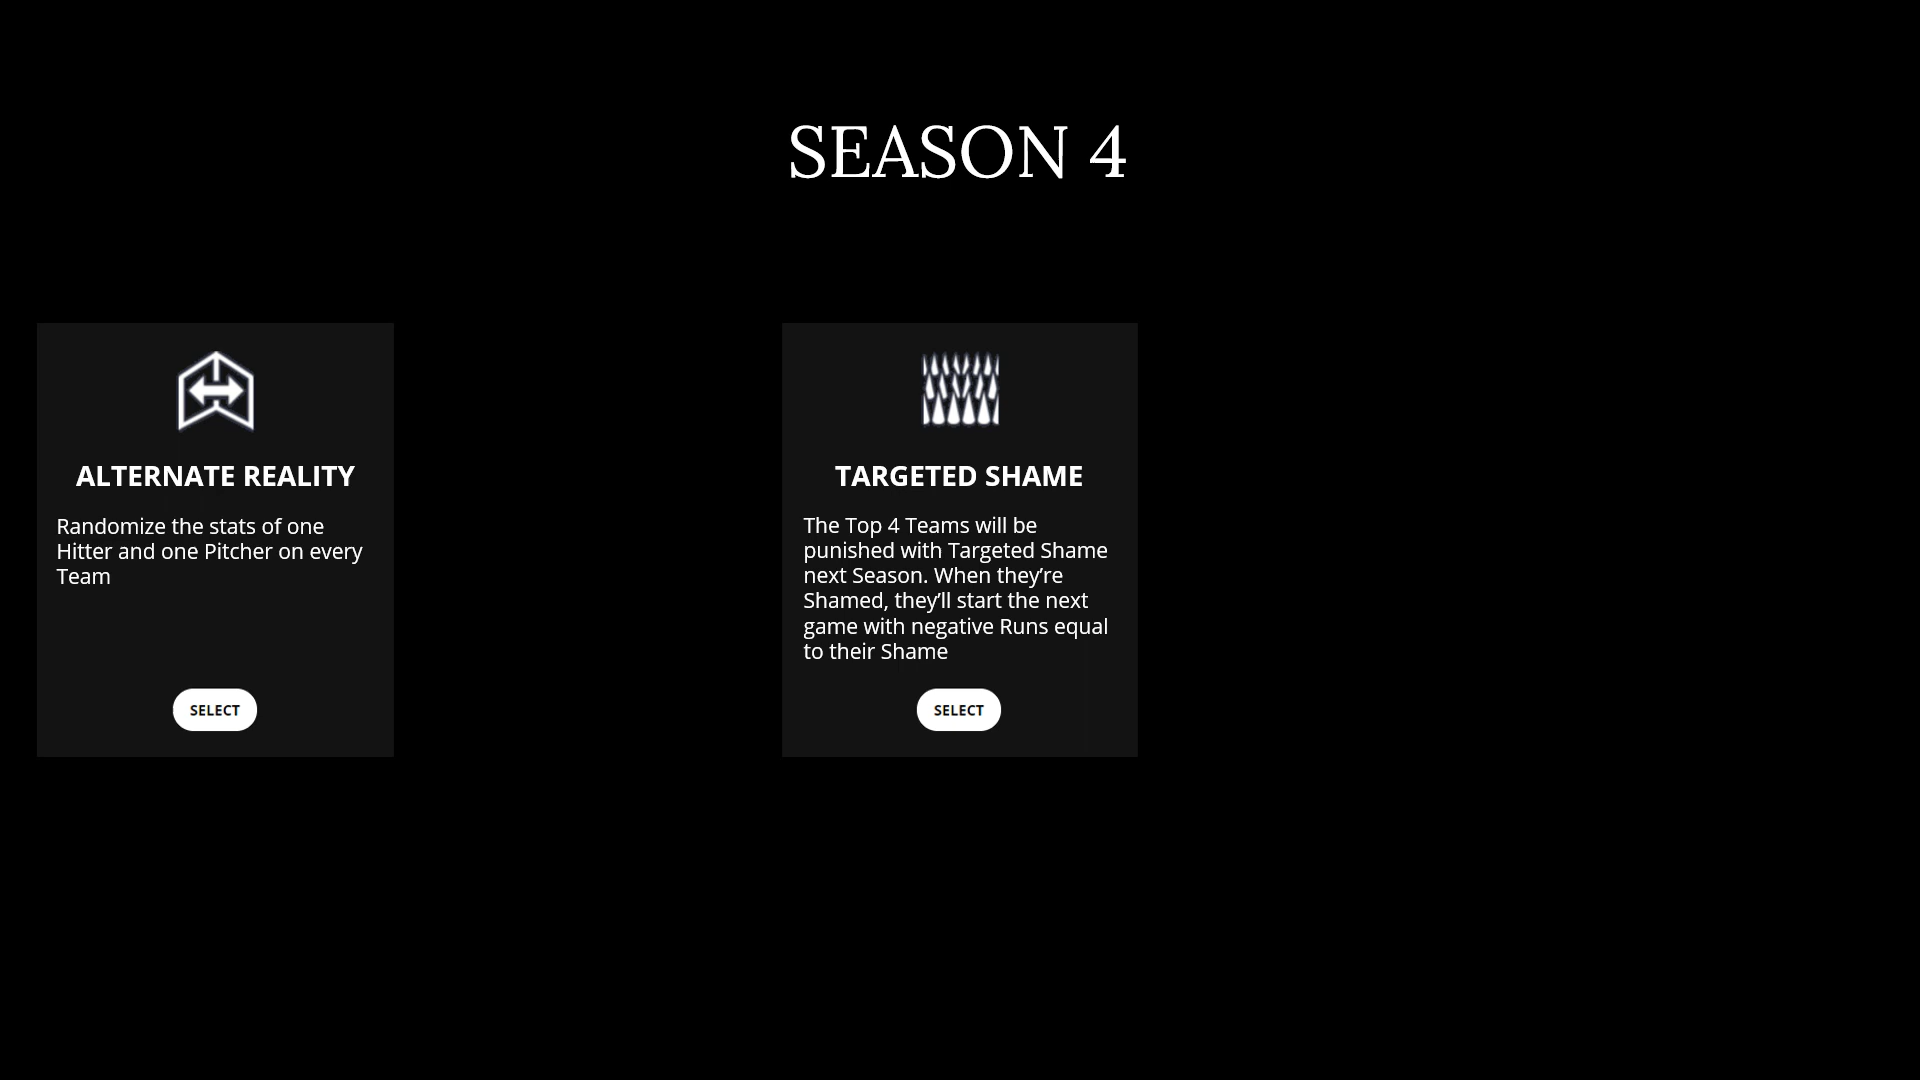 SEASON 4
ALTERNATE REALITY
Randomize the stats of one
Hitter and one Pitcher on every
Team
SELECT
TARGETED SHAME
The Top 4 Teams will be
punished with Targeted Shame
next Season. When they’re
Shamed, they’ll start the next
game with negative Runs equal
to their Shame
SELECT